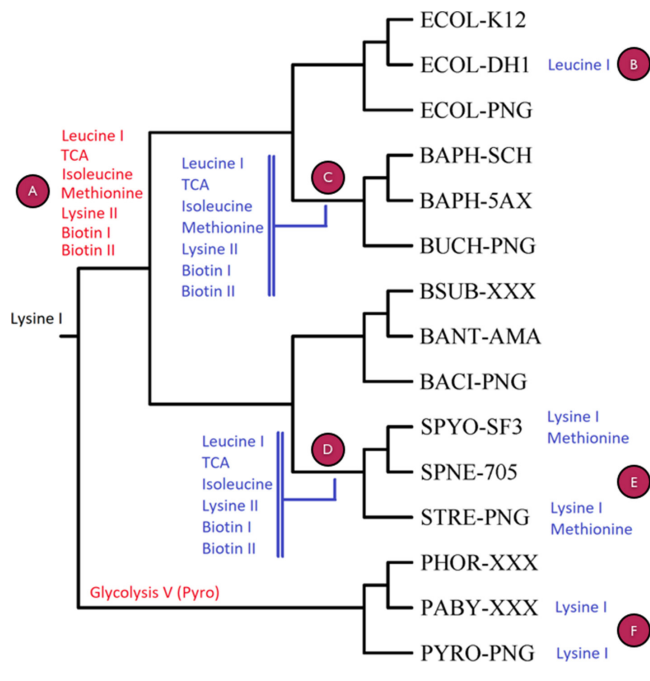 ECOL-K12
ECOL-DH1 Leucine I B
ECOL-PNG
Leucine I
TCA
Isoleucine
Methionine
Lysine II
Biotin I
Biotin II
A
Leucine I
TCA
Isoleucine
Methionine
Lysine II
Biotin I
Biotin II
C
BAPH-SCH
BAPH-5AX
BUCH-PNG
Lysine I
BSUB-XXX
BANT-AMA
BACI-PNG
Leucine I
TCA
Isoleucine
Lysine II
Biotin I
Biotin II
D
SPYO-SF3 Lysine I
Methionine
SPNE-705
E
STRE-PNG Lysine I
Methionine
Glycolysis V (Pyro)
PHOR-XXX
PABY-XXX Lysine I
F
PYRO-PNG Lysine I